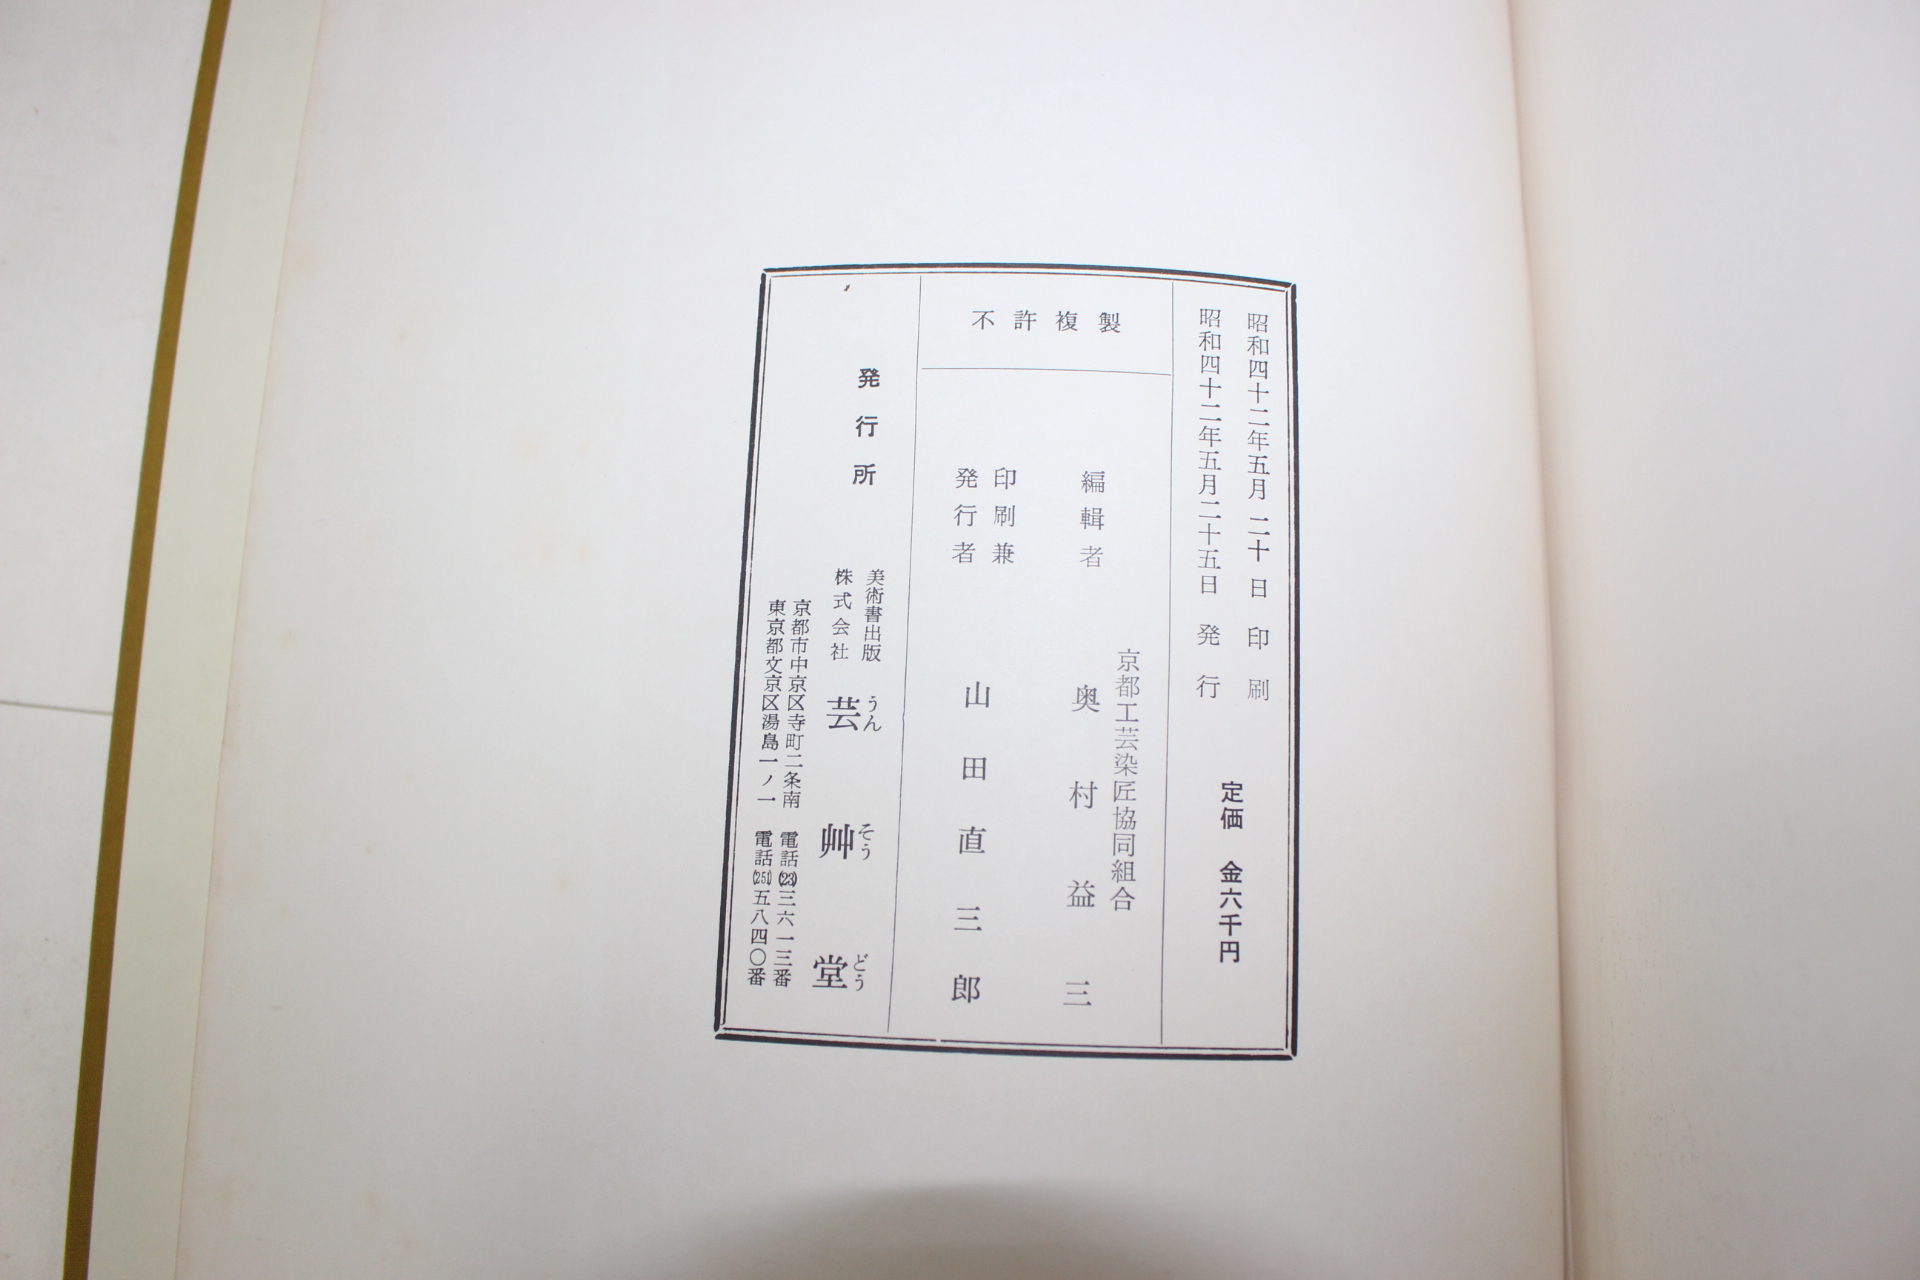 昭和四十二年五月二十日 印刷
昭和四十二年五月二十五日 発行
定価 金六千円
不許複製
編輯者
京都工芸染匠協同組合
奥村益三
印刷兼
発行者
山田直三郎
発行所
美術書出版
株式会社
芸艸堂
うんそうどう
京都市中京区寺町二条南 電話(23)三六一三番
東京都文京区湯島一ノ一 電話(251)五八四〇番